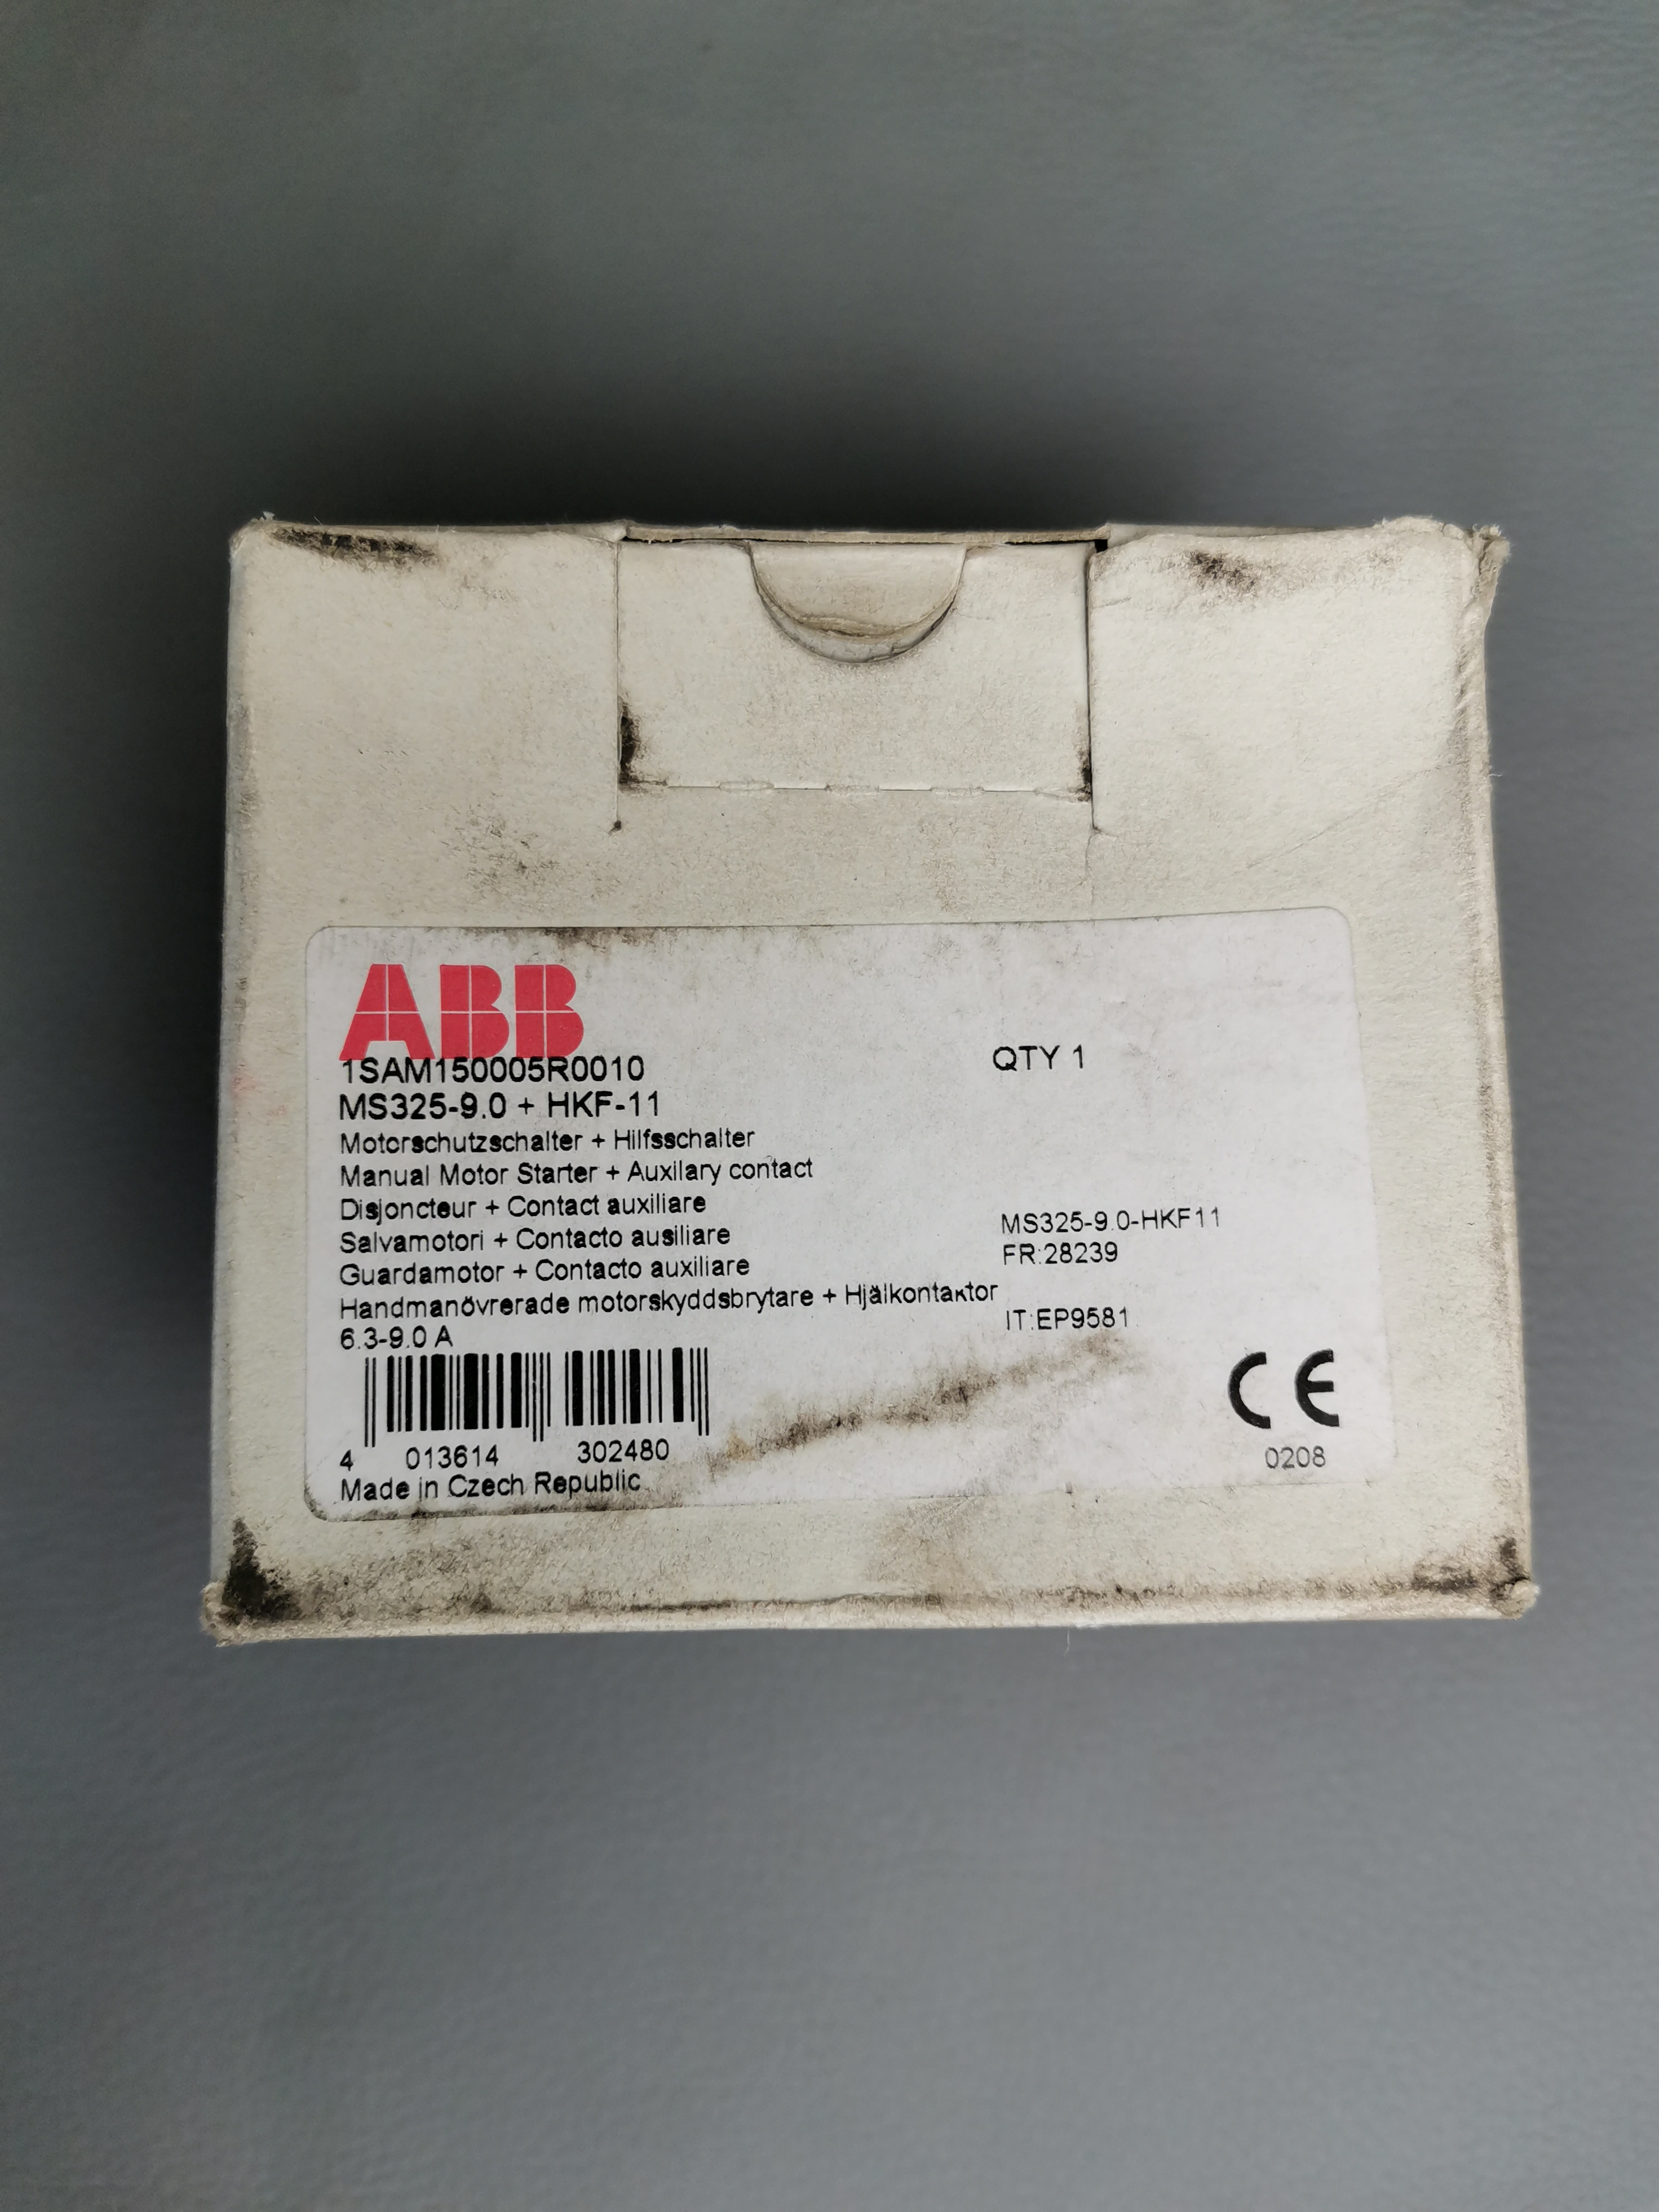 ABB
1SAM150005R0010
QTY 1
MS325-9.0 + HKF-11
Motorschutzschalter + Hilfsschalter
Manual Motor Starter + Auxilary contact
Disjoncteur + Contact auxiliare
MS325-9.0-HKF11
Salvamotori + Contacto ausiliare
FR:28239
Guardamotor + Contacto auxiliare
Handmanövrerade motorskyddsbrytare + Hjälkontaktor
IT:EP9581
6.3-9.0 A
CE
4 013614 302480
0208
Made in Czech Republic